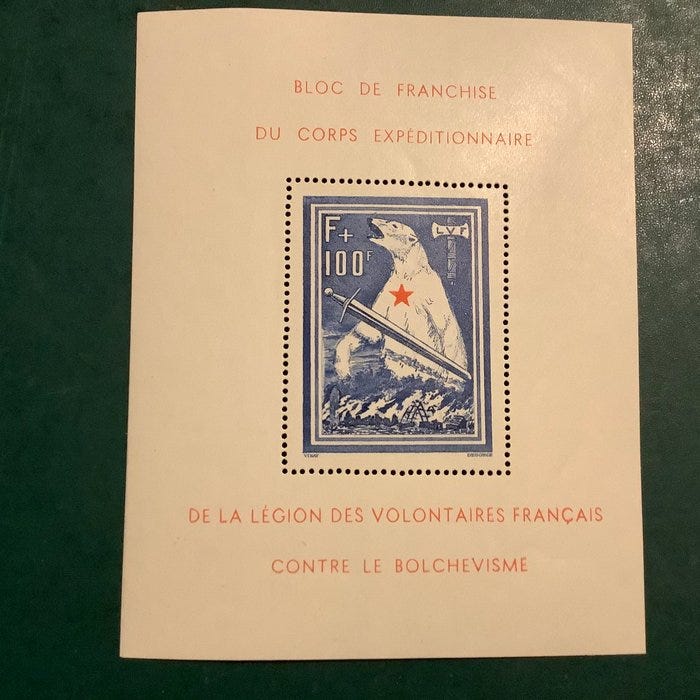 BLOC DE FRANCHISE
DU CORPS EXPÉDITIONNAIRE
F+
100F
LVF
DE LA LÉGION DES VOLONTAIRES FRANÇAIS
CONTRE LE BOLCHEVISME